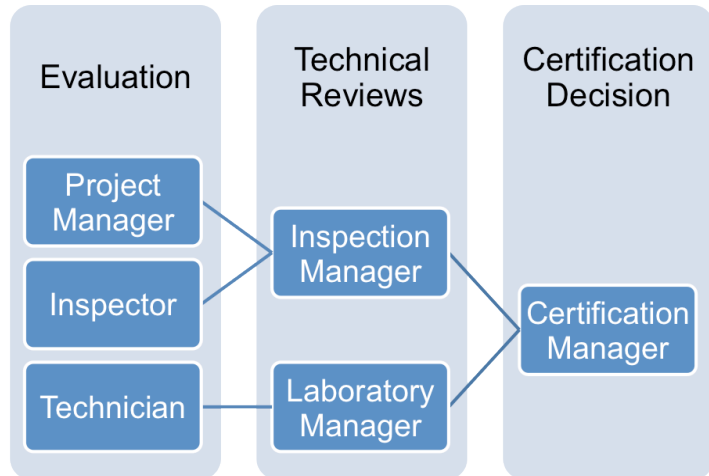 Evaluation
Technical
Reviews
Certification
Decision
Project
Manager
Inspector
Technician
Inspection
Manager
Laboratory
Manager
Certification
Manager